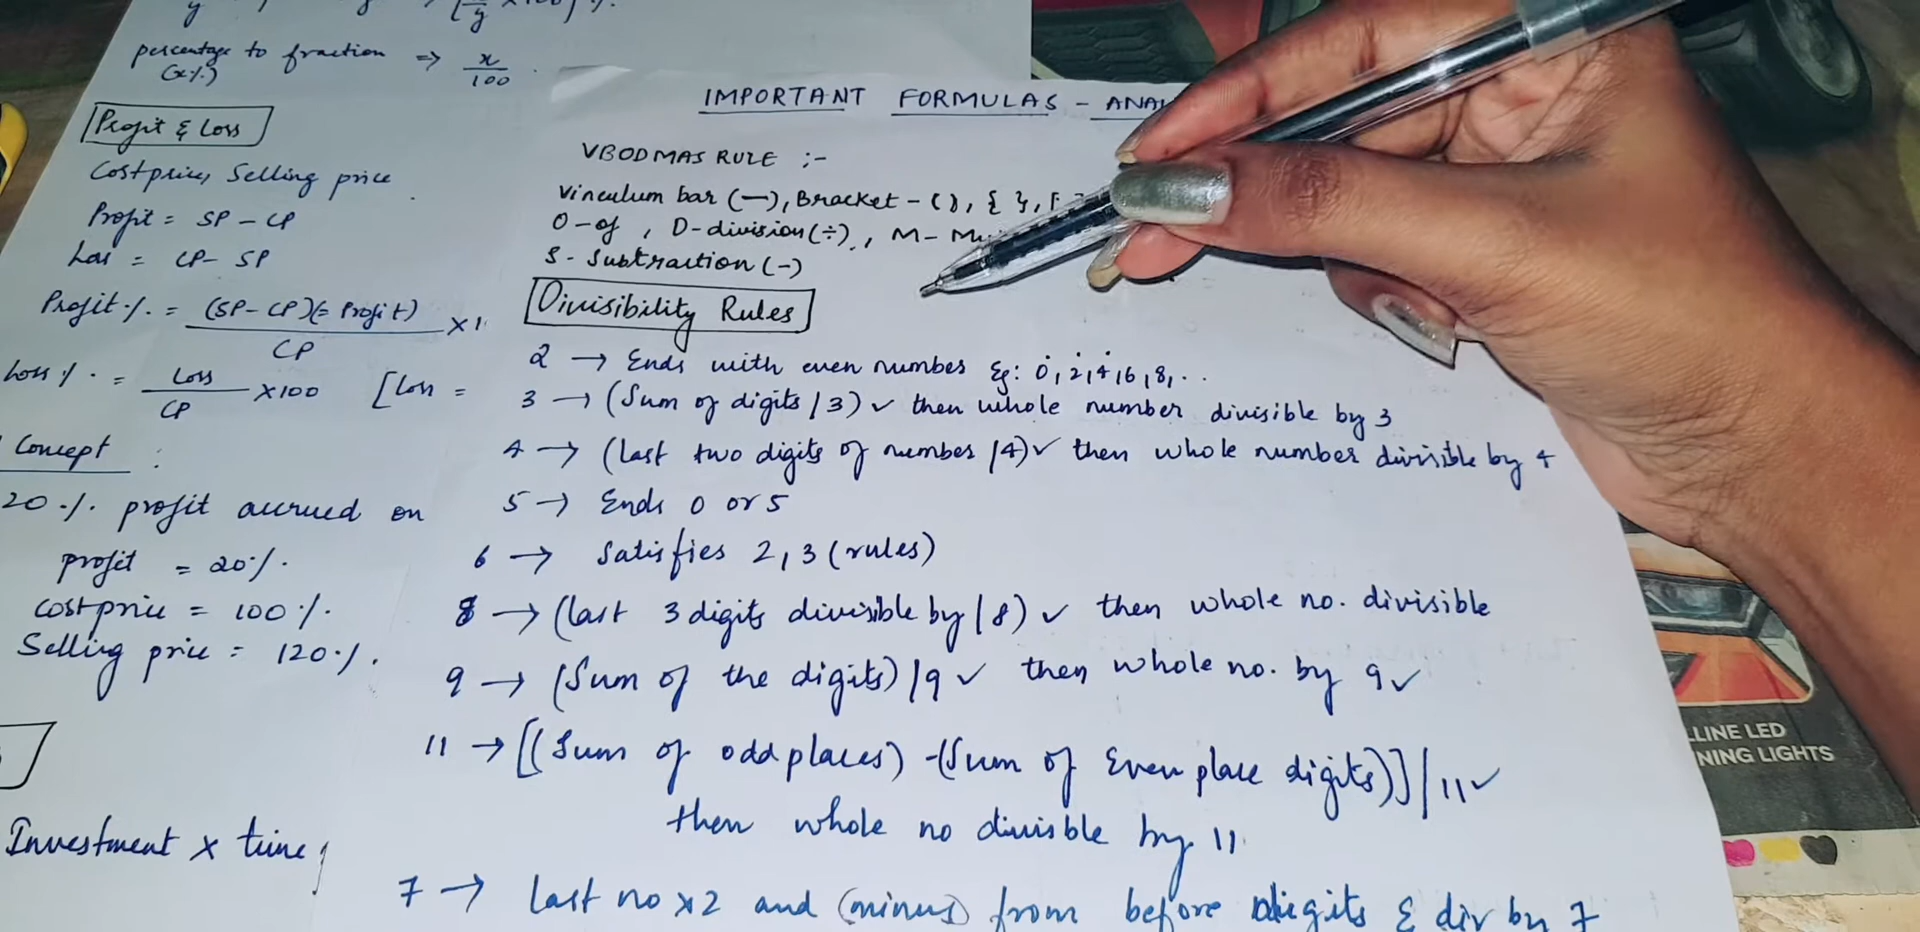 percentage to fraction => x/100
(x%)
Profit & Loss
Cost price, Selling price
Profit = SP - CP
Loss = CP - SP
Profit % = (SP - CP)(= Profit) / CP ×
Loss % = Loss / CP ×100 [Loss =
Concept :
20% profit accrued on
profit = 20%.
cost price = 100%.
Selling price = 120%.
Investment × time
IMPORTANT FORMULAS -
VBODMAS RULE :-
Vinculum bar (—), Bracket - ( ), { },
O - of , D - division (÷), M -
S - Subtraction (-)
Divisibility Rules
2 → Ends with even number Eg: 0, 2, 4, 6, 8, ..
3 → (Sum of digits / 3) ✓ then whole number divisible by 3
4 → (last two digits of number / 4) ✓ then whole number divisible by 4
5 → Ends 0 or 5
6 → Satisfies 2, 3 (rules)
8 → (last 3 digits divisible by / 8) ✓ then whole no. divisible
9 → (Sum of the digits) / 9 ✓ then whole no. by 9 ✓
11 → [(Sum of odd places) - (Sum of Even place digits)] / 11 ✓
then whole no divisble by 11
7 → last no ×2 and (minus) from before digits & div by 7
LINE LED
NING LIGHTS